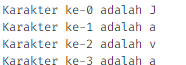 Karakter ke-0 adalah J
Karakter ke-1 adalah a
Karakter ke-2 adalah v
Karakter ke-3 adalah a